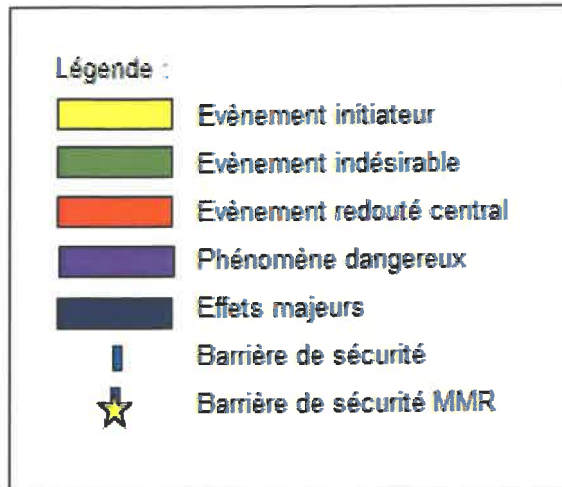 Légende :
Evènement initiateur
Evènement indésirable
Evènement redouté central
Phénomène dangereux
Effets majeurs
Barrière de sécurité
Barrière de sécurité MMR